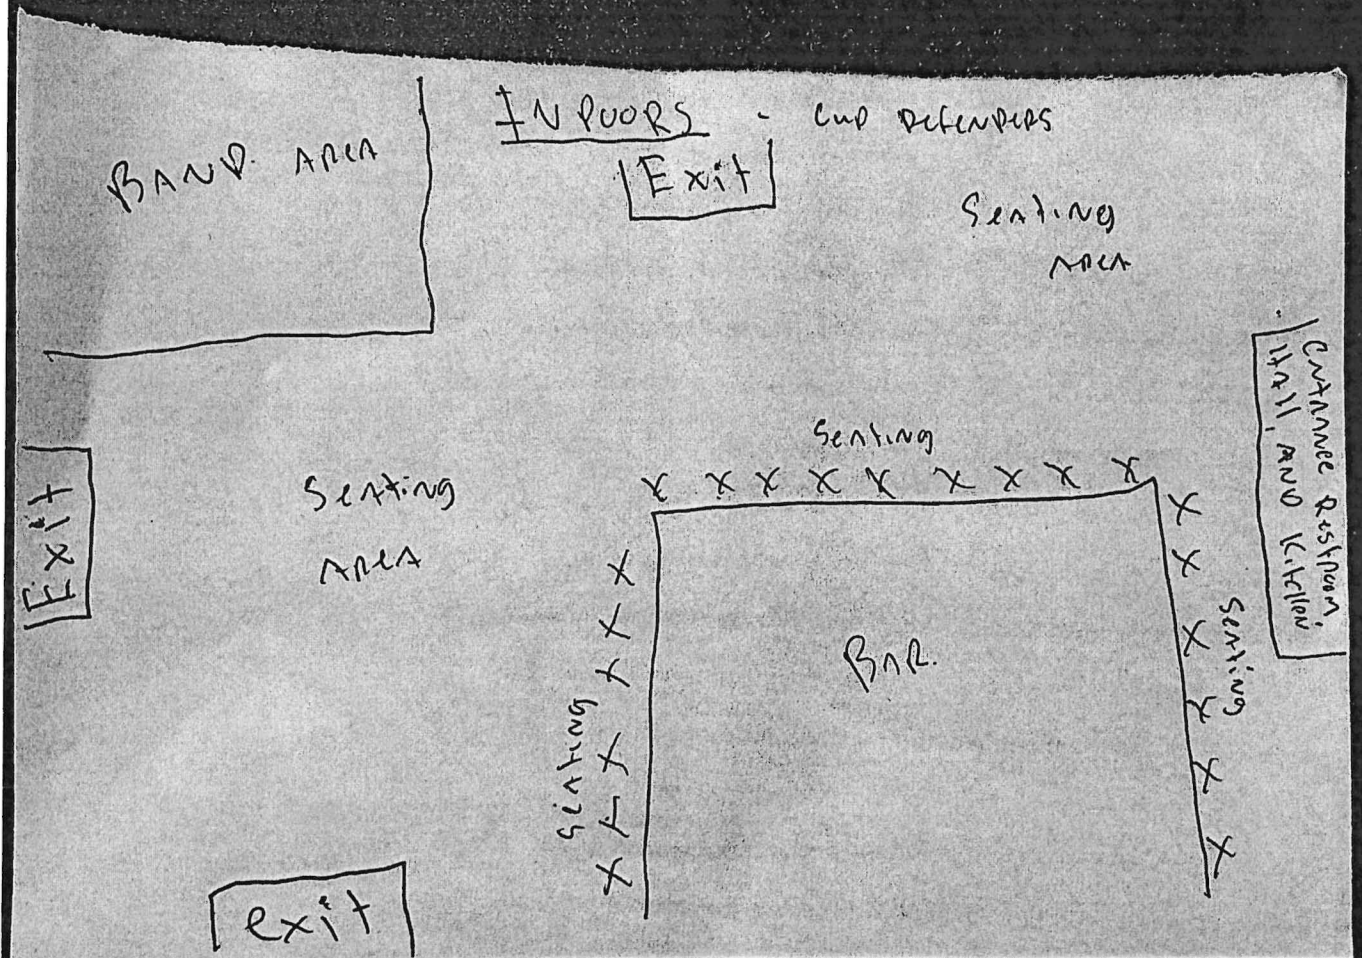 INDOORS - CUP DEFENDERS
BAND AREA
Exit
Seating
AREA
Entrance Restroom,
Hall, AND Kitchen
Seating
X X X X X X X X X
Exit
Seating
AREA
X
X
X
X
X
X
Seating
BAR.
X
X
X
X
X
X
Seating
exit